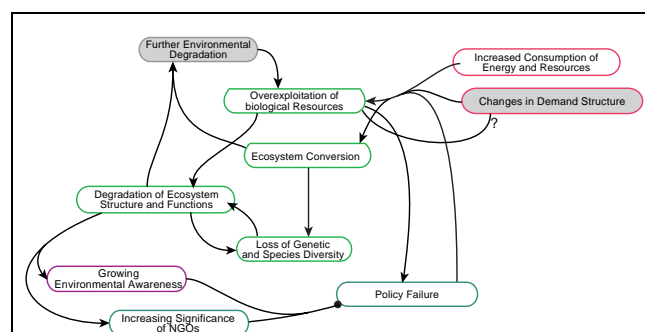 Further Environmental
Degradation
Increased Consumption of
Energy and Resources
Overexploitation of
biological Resources
Changes in Demand Structure
?
Ecosystem Conversion
Degradation of Ecosystem
Structure and Functions
Loss of Genetic
and Species Diversity
Growing
Environmental Awareness
Policy Failure
Increasing Significance
of NGOs